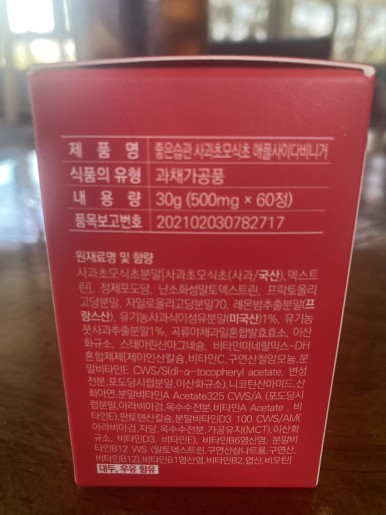 제 품 명 좋은습관 사과초모식초 애플사이다비니거
식품의 유형 과채가공품
내 용 량 30g (500mg × 60정)
품목보고번호 202102030782717
원재료명 및 함량
사과초모식초분말[사과초모식초(사과/국산), 덱스트
린], 정제포도당, 난소화성말토덱스트린, 프락토올리
고당분말, 자일로올리고당분말70, 레몬밤추출분말(프
랑스산), 유기농사과식이섬유분말(미국산)1%, 유기농
풋사과추출분말1%, 곡류야채과일혼합발효효소, 이산
화규소, 스테아린산마그네슘, 비타민미네랄믹스-DH
혼합제제[제이인산칼슘, 비타민C, 구연산철암모늄, 분
말비타민E CWS/S(dl-α-tocopheryl acetate, 변성
전분, 포도당시럽분말, 이산화규소), 니코틴산아미드, 산
화아연, 분말비타민A Acetate325 CWS/A (포도당시
럽분말, 아라비아검, 옥수수전분, 비타민A Acetate ,
타민E), 판토텐산칼슘, 분말비타민D3 100 CWS/AM(
아라비아검, 자당, 옥수수전분, 가공유지(MCT), 이산화
규소, 비타민D3, 비타민E), 비타민B6염산염, 분말비
타민B12 WS (말토덱스트린, 구연산삼나트륨, 구연산,
비타민B12), 비타민B1염산염, 비타민B2, 엽산, 비오틴]
대두, 우유 함유